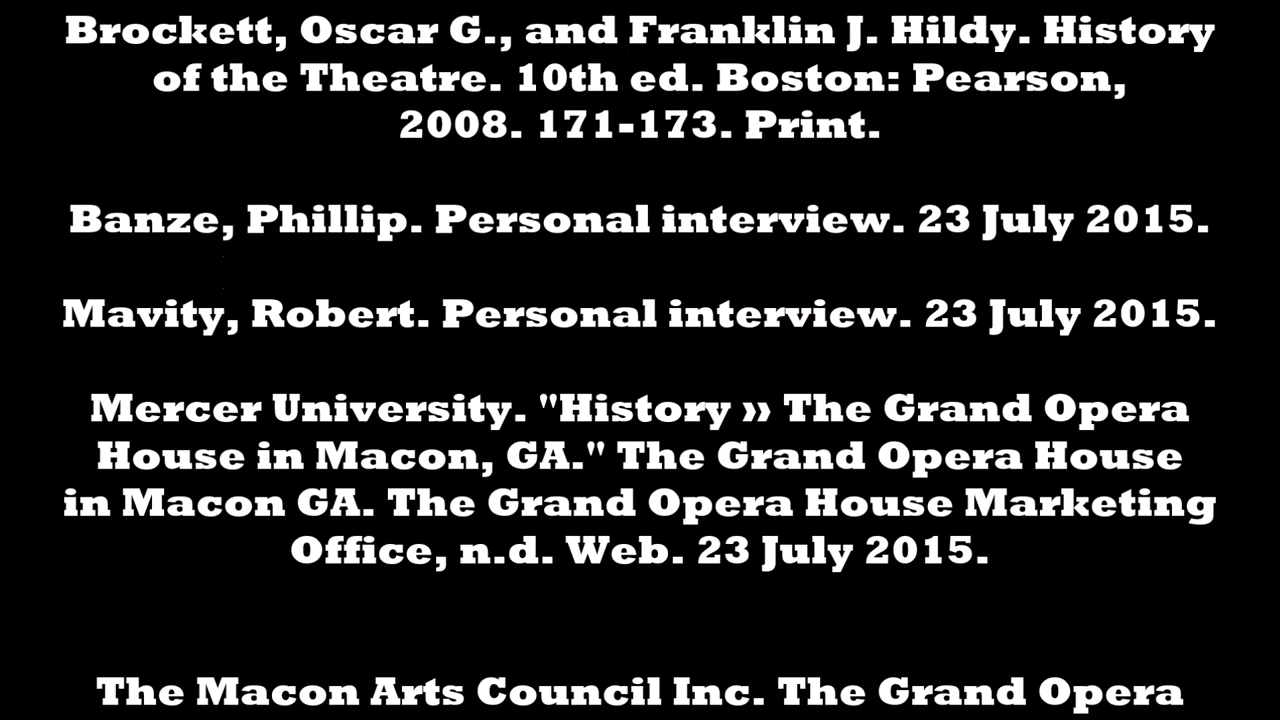 Brockett, Oscar G., and Franklin J. Hildy. History
of the Theatre. 10th ed. Boston: Pearson,
2008. 171-173. Print.
Banze, Phillip. Personal interview. 23 July 2015.
Mavity, Robert. Personal interview. 23 July 2015.
Mercer University. "History » The Grand Opera
House in Macon, GA." The Grand Opera House
in Macon GA. The Grand Opera House Marketing
Office, n.d. Web. 23 July 2015.
The Macon Arts Council Inc. The Grand Opera